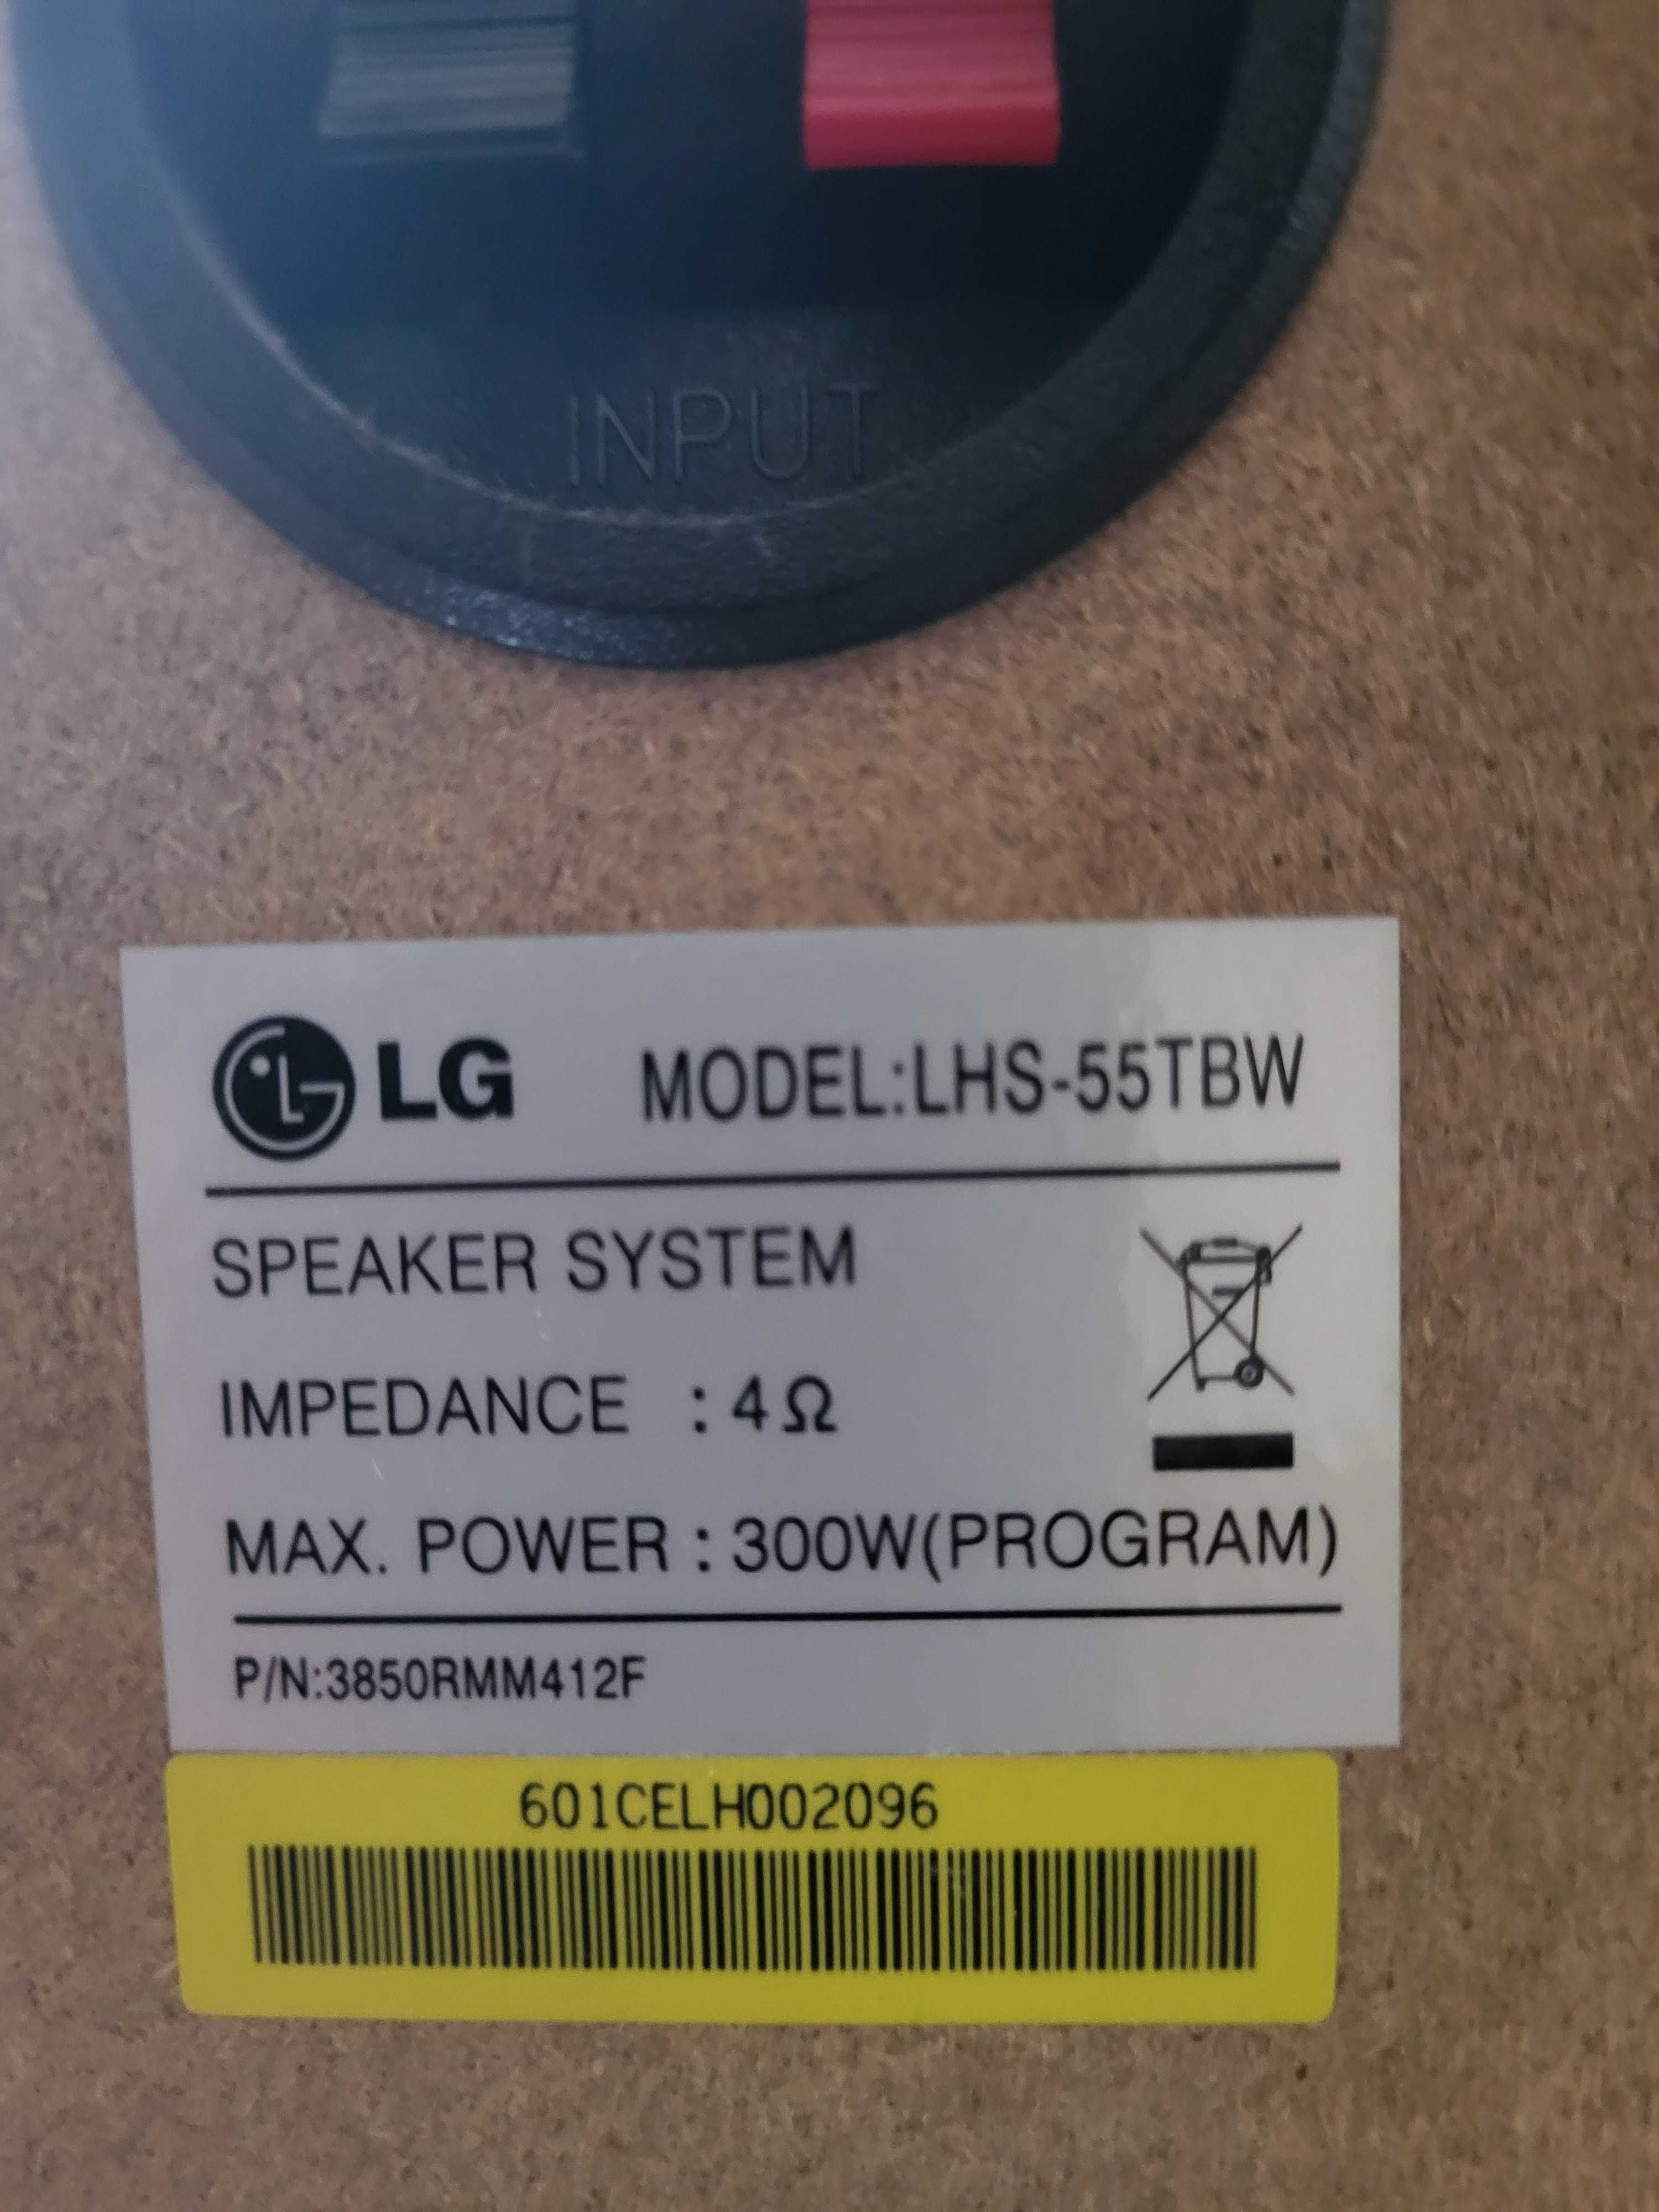 INPUT
LG MODEL:LHS-55TBW
SPEAKER SYSTEM
IMPEDANCE : 4Ω
MAX. POWER : 300W(PROGRAM)
P/N:3850RMM412F
601CELH002096